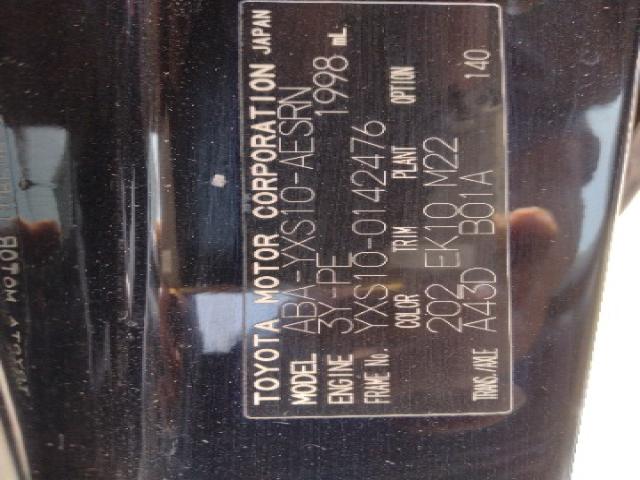 TOYOTA MOTOR CORPORATION JAPAN
MODEL ABA-YXS10-AESRN
ENGINE 3Y-PE 1998 mL
FRAME No. YXS10-0142476
COLOR TRIM PLANT OPTION
202 EK10 M22 140
TRANS./AXLE A43D B01A